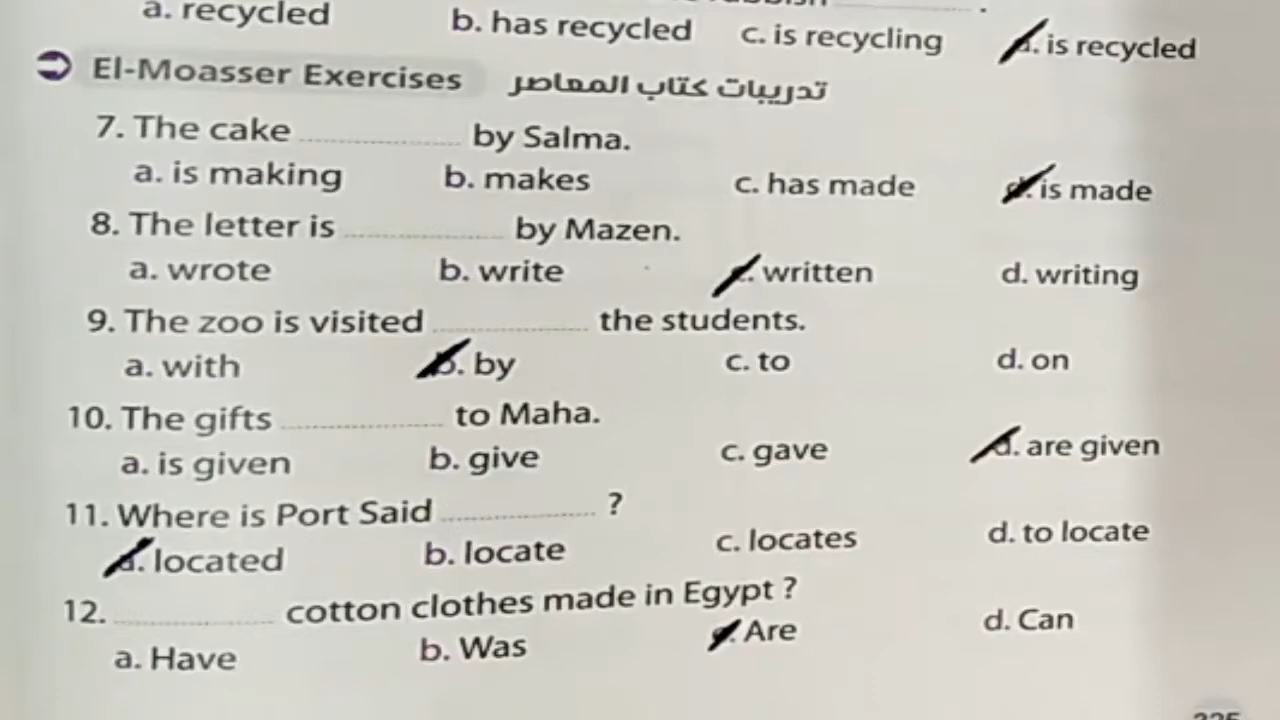 a. recycled b. has recycled c. is recycling d. is recycled
El-Moasser Exercises تدريبات كتاب المعاصر
7. The cake ............ by Salma.
a. is making b. makes c. has made d. is made
8. The letter is ............ by Mazen.
a. wrote b. write c. written d. writing
9. The zoo is visited ............ the students.
a. with b. by c. to d. on
10. The gifts ............ to Maha.
a. is given b. give c. gave d. are given
11. Where is Port Said ............ ?
a. located b. locate c. locates d. to locate
12. ............ cotton clothes made in Egypt ?
a. Have b. Was c. Are d. Can